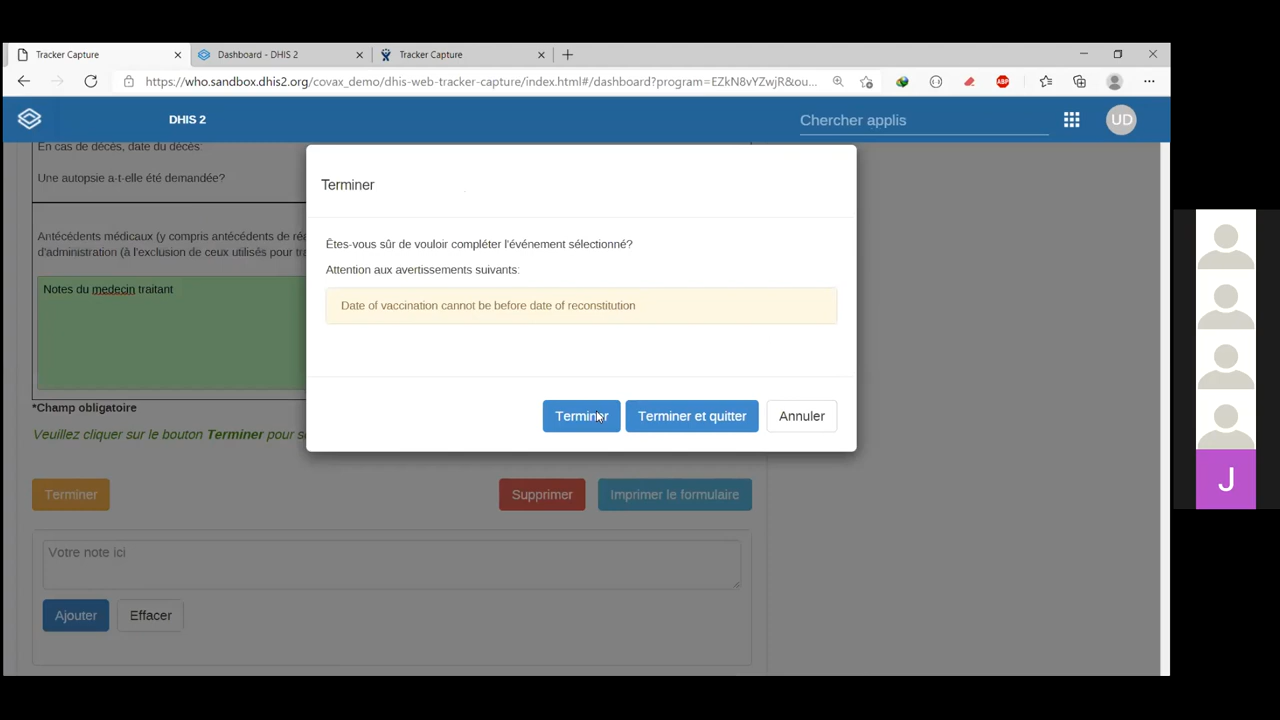 Tracker Capture
Dashboard - DHIS 2
Tracker Capture
https://who.sandbox.dhis2.org/covax_demo/dhis-web-tracker-capture/index.html#/dashboard?program=EZkN8vYZwjR&ou...
ABP
DHIS 2
Chercher applis
UD
En cas de décès, date du décès:
Une autopsie a-t-elle été demandée?
Antécédents médicaux (y compris antécédents de réa
d'administration (à l'exclusion de ceux utilisés pour tra
Notes du medecin traitant
*Champ obligatoire
Veuillez cliquer sur le bouton Terminer pour s
Terminer
Êtes-vous sûr de vouloir compléter l'événement sélectionné?
Attention aux avertissements suivants:
Date of vaccination cannot be before date of reconstitution
Terminer
Terminer et quitter
Annuler
Terminer
Supprimer
Imprimer le formulaire
Votre note ici
Ajouter
Effacer
J